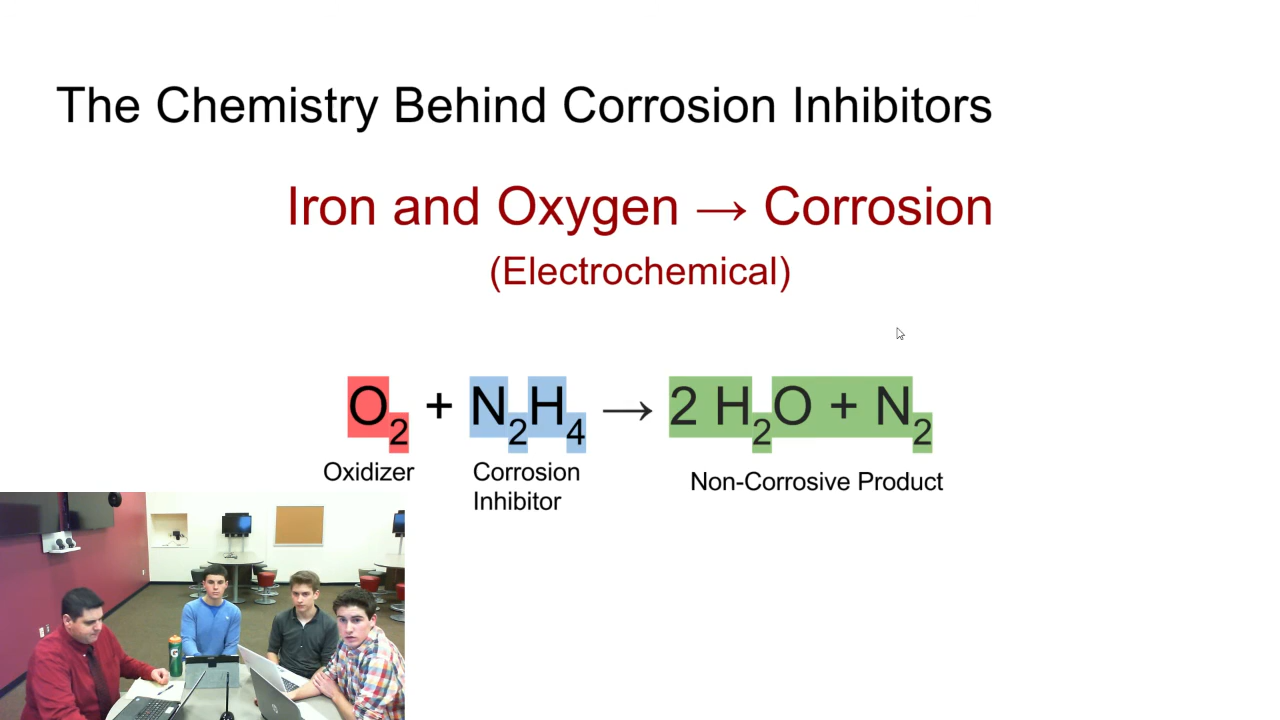 The Chemistry Behind Corrosion Inhibitors
Iron and Oxygen → Corrosion
(Electrochemical)
O₂ + N₂H₄ → 2 H₂O + N₂
Oxidizer
Corrosion
Inhibitor
Non-Corrosive Product
G